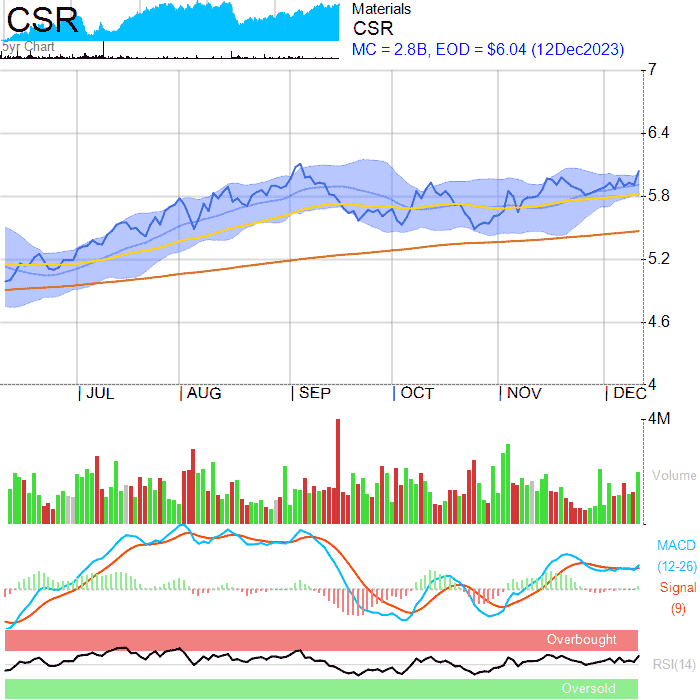 CSR
5yr Chart
Materials
CSR
MC = 2.8B, EOD = $6.04 (12Dec2023)
7
6.4
5.8
5.2
4.6
4
JUL
AUG
SEP
OCT
NOV
DEC
4M
Volume
MACD
(12-26)
Signal
(9)
Overbought
RSI(14)
Oversold